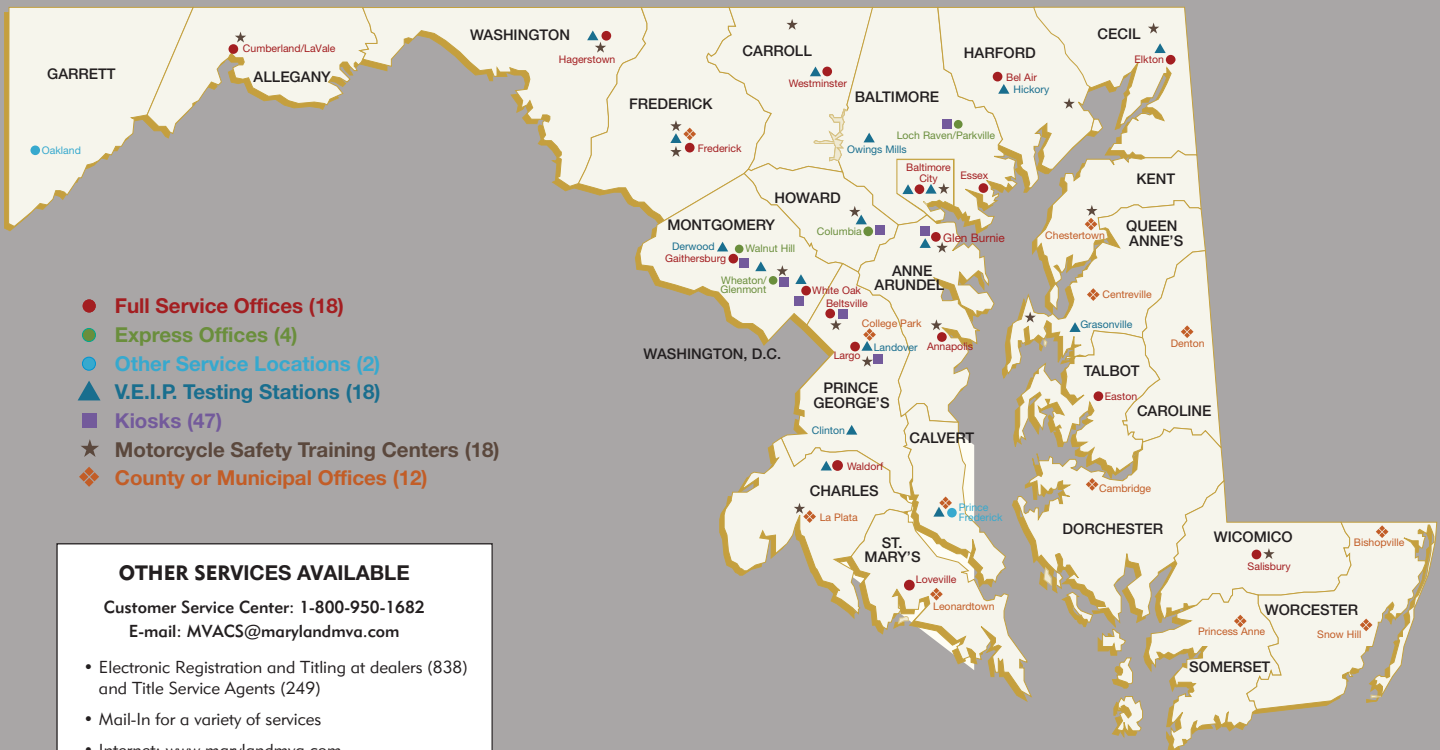 GARRETT
Oakland
Cumberland/LaVale
ALLEGANY
WASHINGTON
Hagerstown
FREDERICK
Frederick
CARROLL
Westminster
BALTIMORE
Loch Raven/Parkville
Owings Mills
Baltimore
City
Essex
HARFORD
Bel Air
Hickory
CECIL
Elkton
KENT
Chestertown
QUEEN
ANNE'S
Centreville
Grasonville
HOWARD
Columbia
MONTGOMERY
Derwood
Walnut Hill
Gaithersburg
Wheaton/
Glenmont
White Oak
Glen Burnie
ANNE
ARUNDEL
Beltsville
College Park
Largo
Landover
Annapolis
WASHINGTON, D.C.
PRINCE
GEORGE'S
Clinton
CALVERT
Prince
Frederick
Waldorf
CHARLES
La Plata
ST.
MARY'S
Loveville
Leonardtown
Denton
TALBOT
Easton
CAROLINE
Cambridge
DORCHESTER
WICOMICO
Salisbury
Bishopville
WORCESTER
Princess Anne
Snow Hill
SOMERSET
Full Service Offices (18)
Express Offices (4)
Other Service Locations (2)
V.E.I.P. Testing Stations (18)
Kiosks (47)
Motorcycle Safety Training Centers (18)
County or Municipal Offices (12)
OTHER SERVICES AVAILABLE
Customer Service Center: 1-800-950-1682
E-mail: MVACS@marylandmva.com
• Electronic Registration and Titling at dealers (838)
and Title Service Agents (249)
• Mail-In for a variety of services
• Internet: www.marylandmva.com